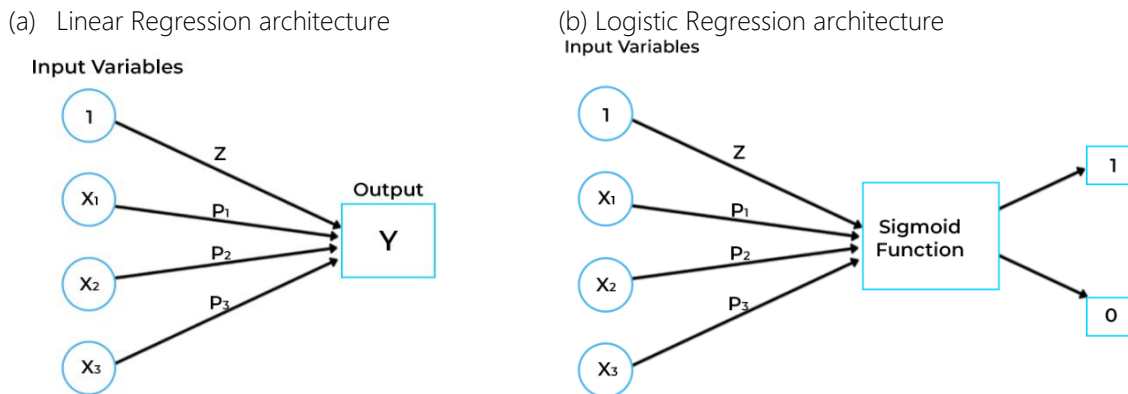 (a) Linear Regression architecture
Input Variables
1
Z
X1
P1
Output
Y
P2
X2
P3
X3
(b) Logistic Regression architecture
Input Variables
1
Z
1
X1
P1
Sigmoid
Function
P2
X2
P3
0
X3